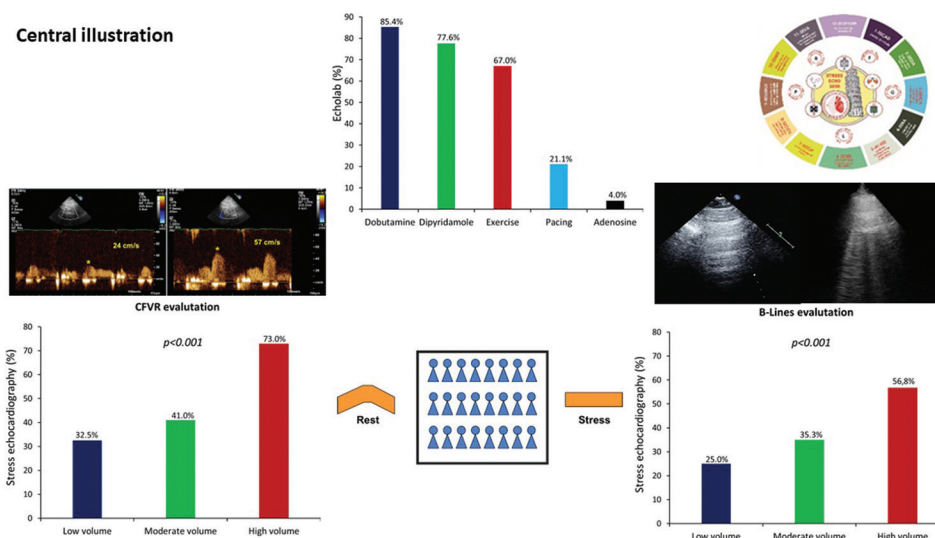 Central illustration
Echolab (%)
90
80
70
60
50
40
30
20
10
0
85.4%
77.6%
67.0%
21.1%
4.0%
Dobutamine
Dipyridamole
Exercise
Pacing
Adenosine
STRESS
ECHO
24 cm/s
57 cm/s
CFVR evalutation
B-Lines evalutation
Stress echocardiography (%)
80
70
60
50
40
30
20
10
0
p<0.001
32.5%
41.0%
73.0%
Low volume
Moderate volume
High volume
Rest
Stress
Stress echocardiography (%)
80
70
60
50
40
30
20
10
0
p<0.001
25.0%
35.3%
56,8%
Low volume
Moderate volume
High volume